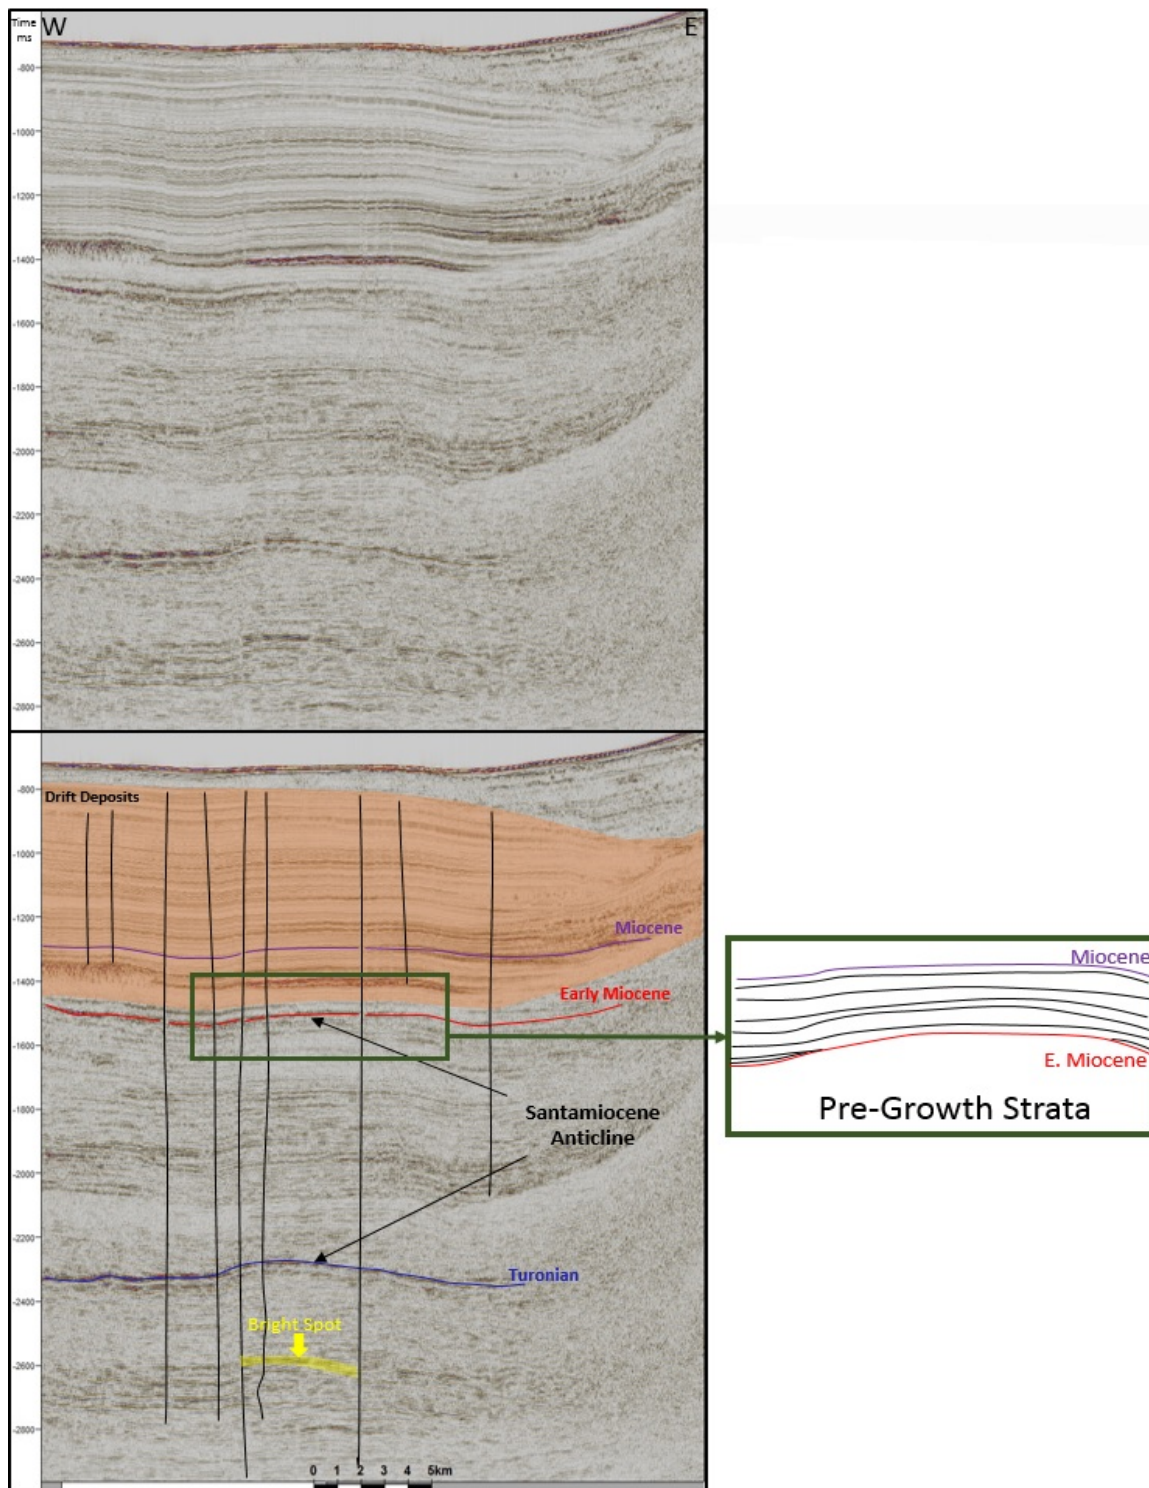 Time
ms
W
E
-800
-1000
-1200
-1400
-1600
-1800
-2000
-2200
-2400
-2600
-2800
-800
Drift Deposits
-1000
-1200
Miocene
-1400
Early Miocene
-1600
-1800
Santamiocene
Anticline
-2000
-2200
Turonian
-2400
Bright Spot
-2600
-2800
0 1 2 3 4 5km
Miocene
E. Miocene
Pre-Growth Strata